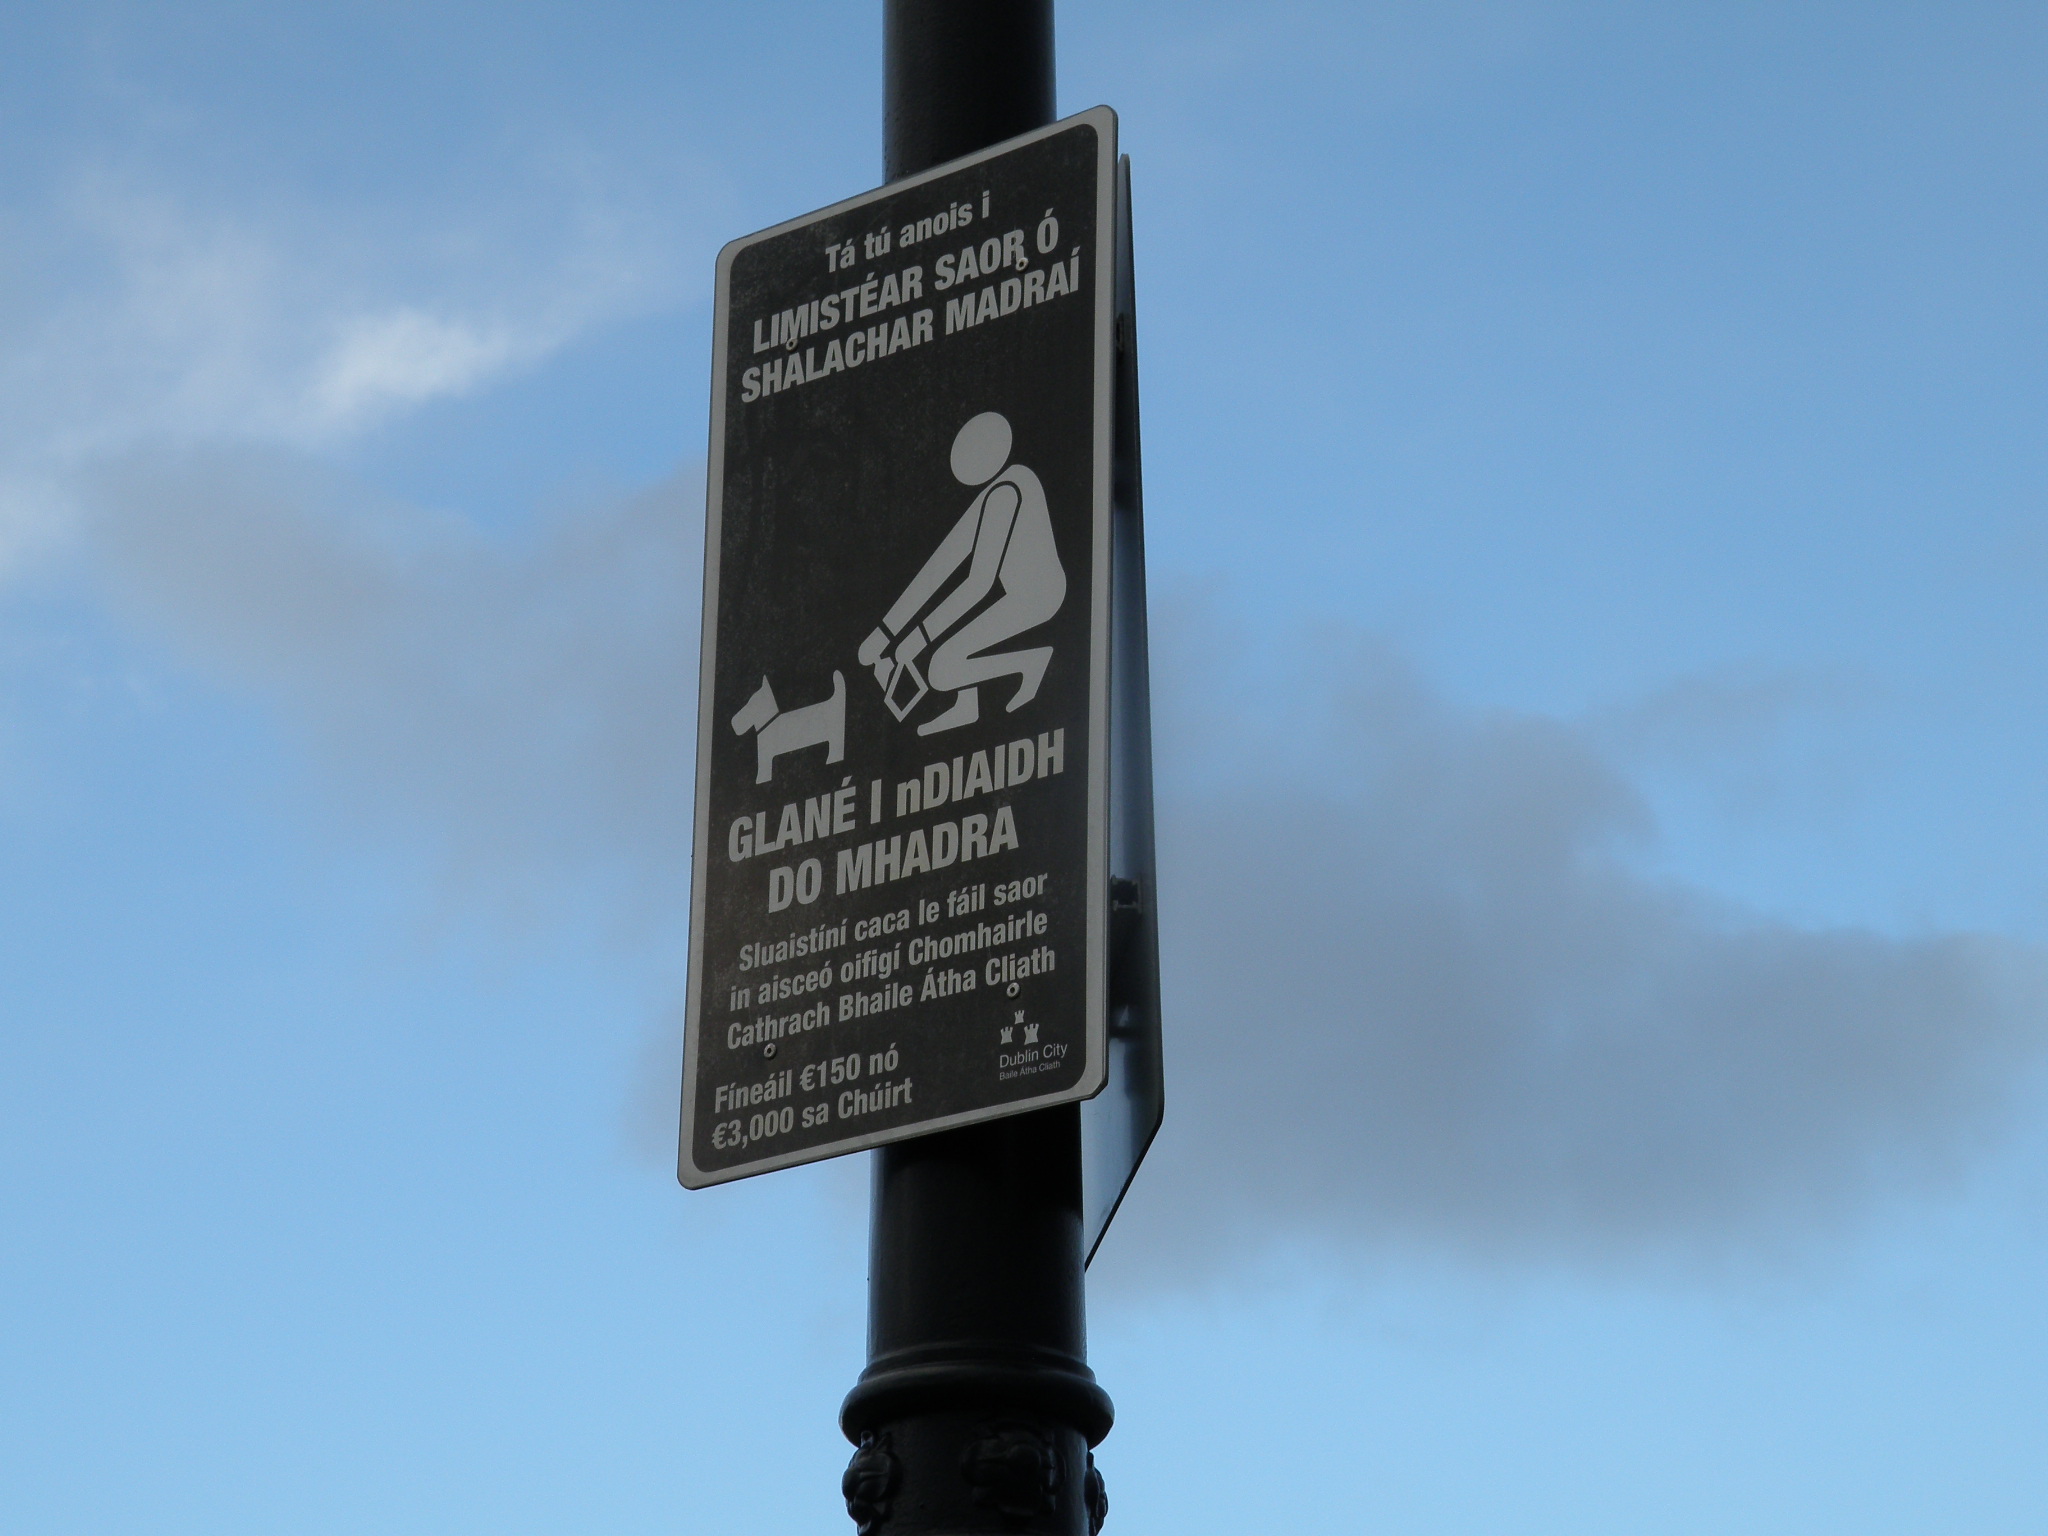 Tá tú anois i
LIMISTÉAR SAOR Ó
SHALACHAR MADRAÍ
GLANÉ I nDIAIDH
DO MHADRA
Sluaistíní caca le fáil saor
in aisceó oifigí Chomhairle
Cathrach Bhaile Átha Cliath
Fíneáil €150 nó
€3,000 sa Chúirt
Dublin City
Baile Átha Cliath